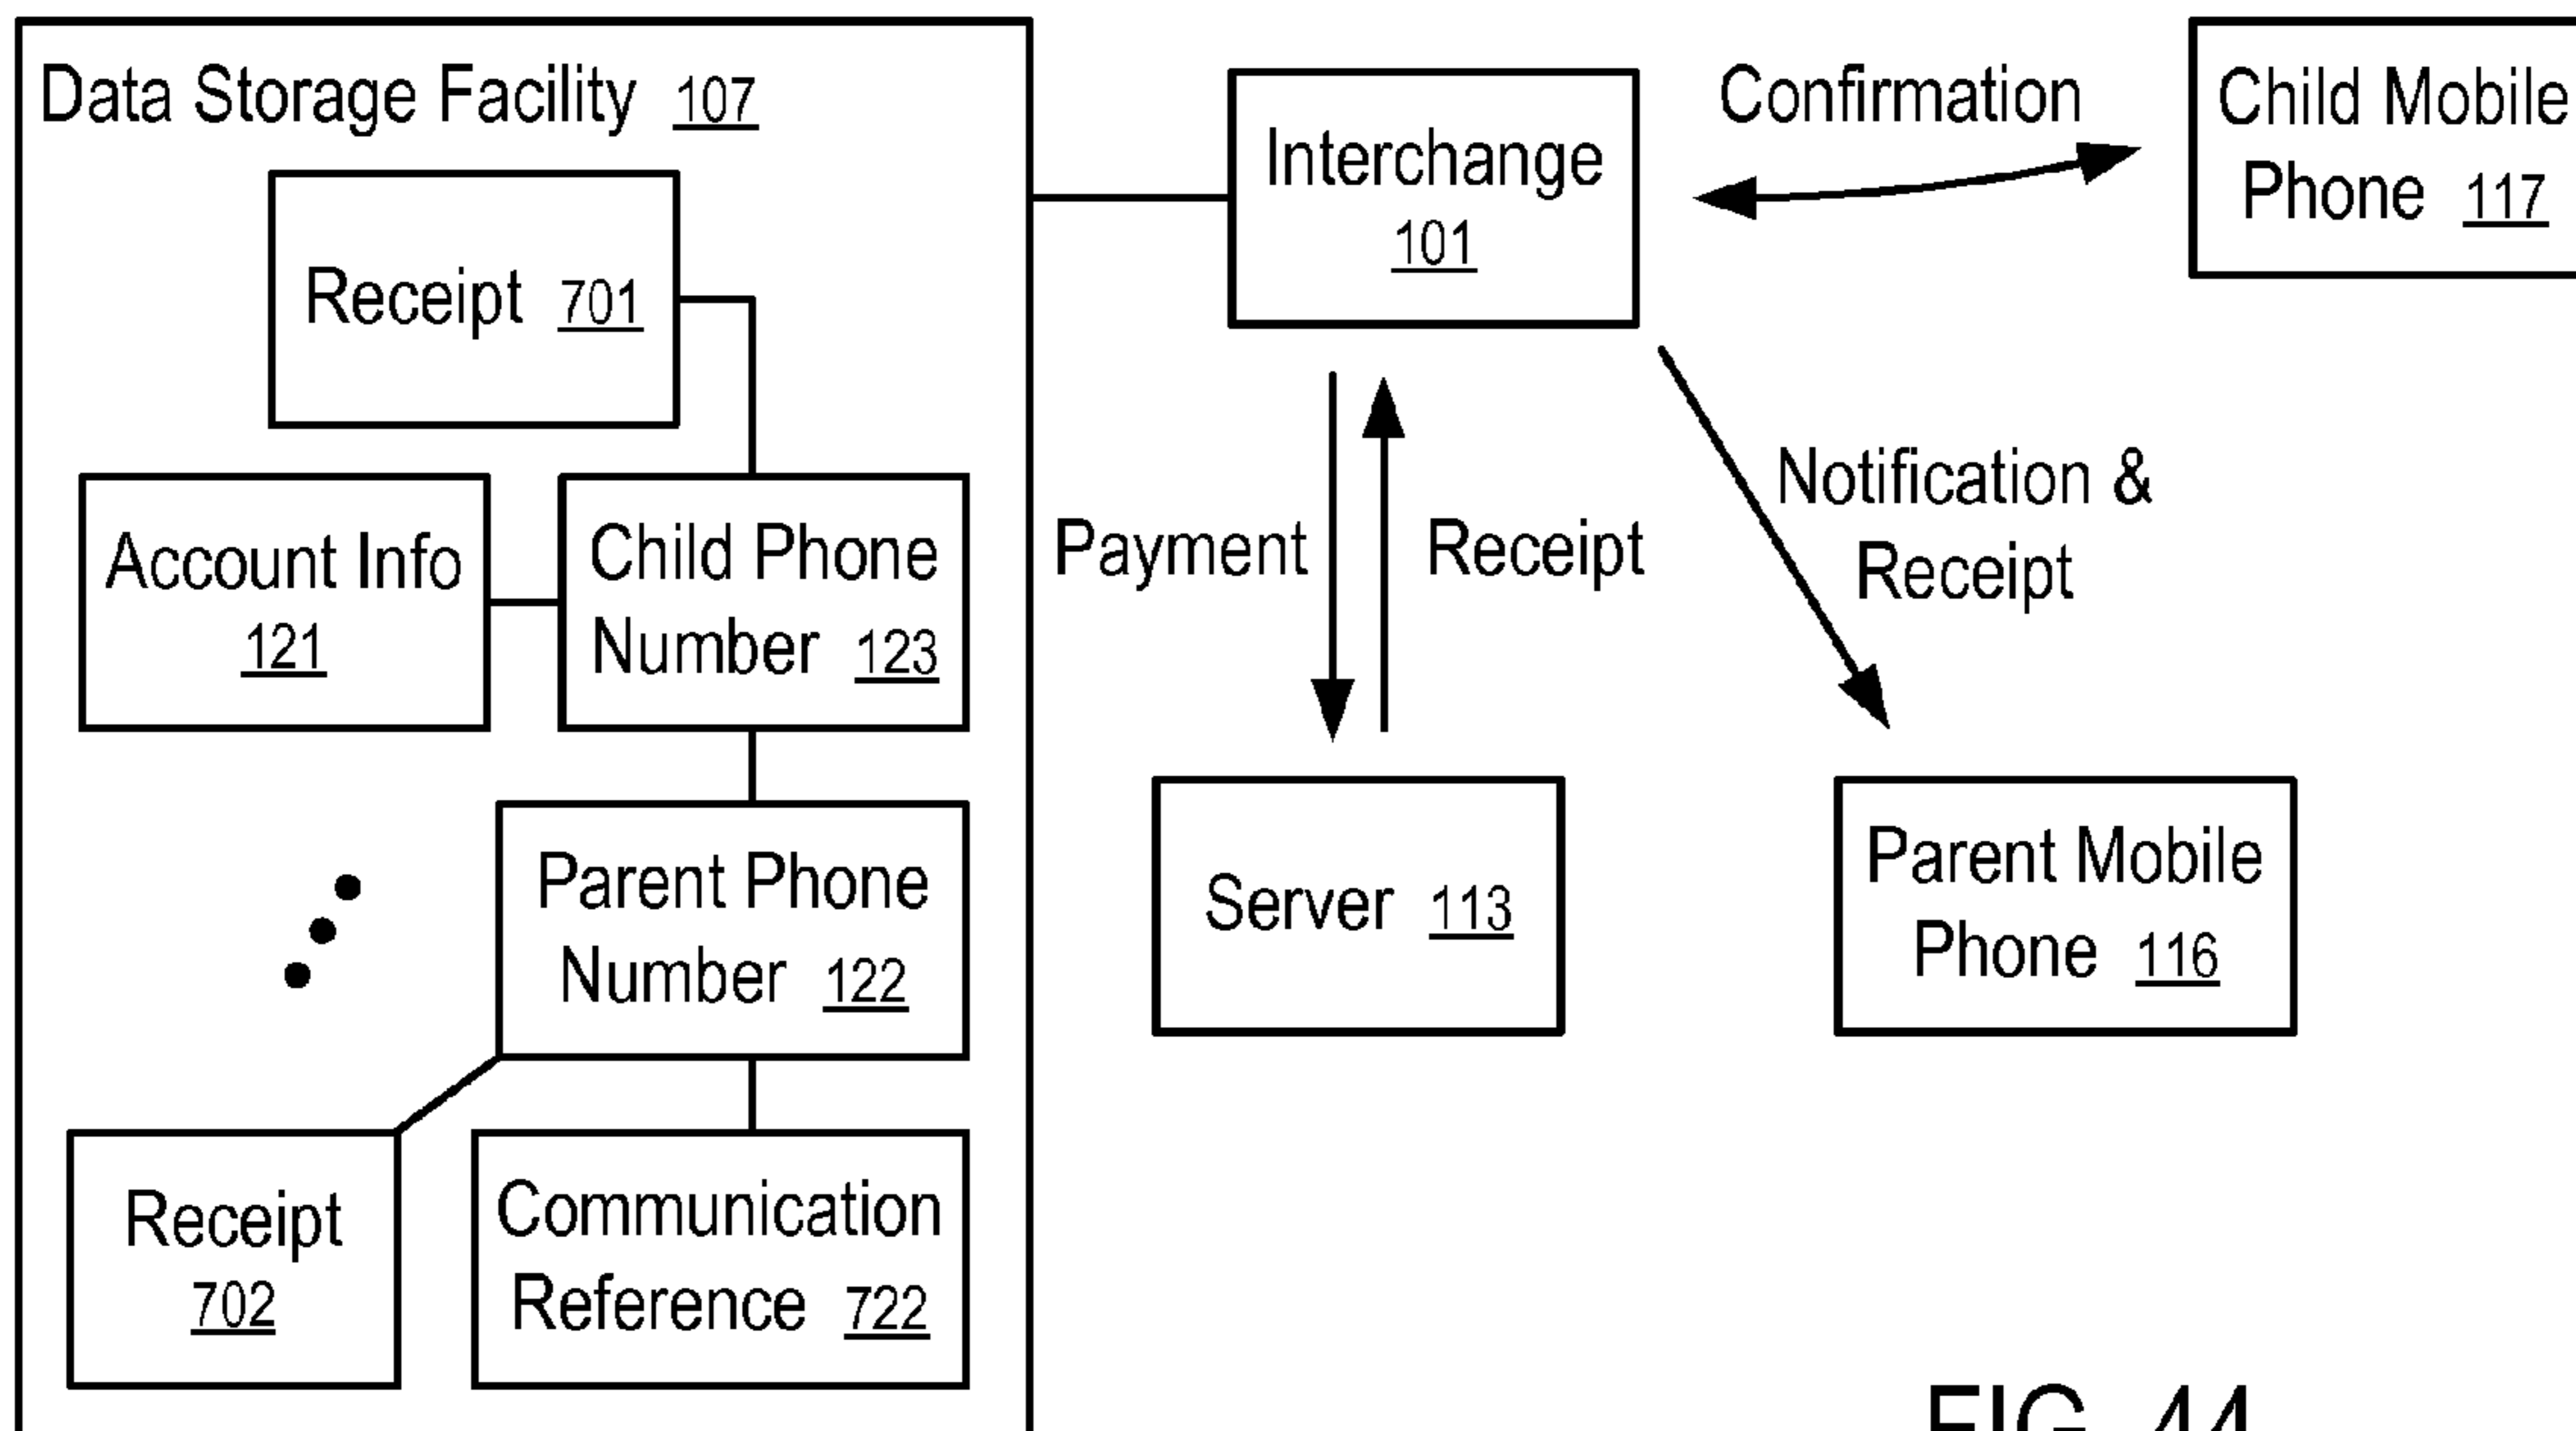 Data Storage Facility 107
Receipt 701
Account Info
121
Child Phone
Number 123
Parent Phone
Number 122
Receipt
702
Communication
Reference 722
Interchange
101
Confirmation
Child Mobile
Phone 117
Payment
Receipt
Notification &
Receipt
Server 113
Parent Mobile
Phone 116
FIG. 44